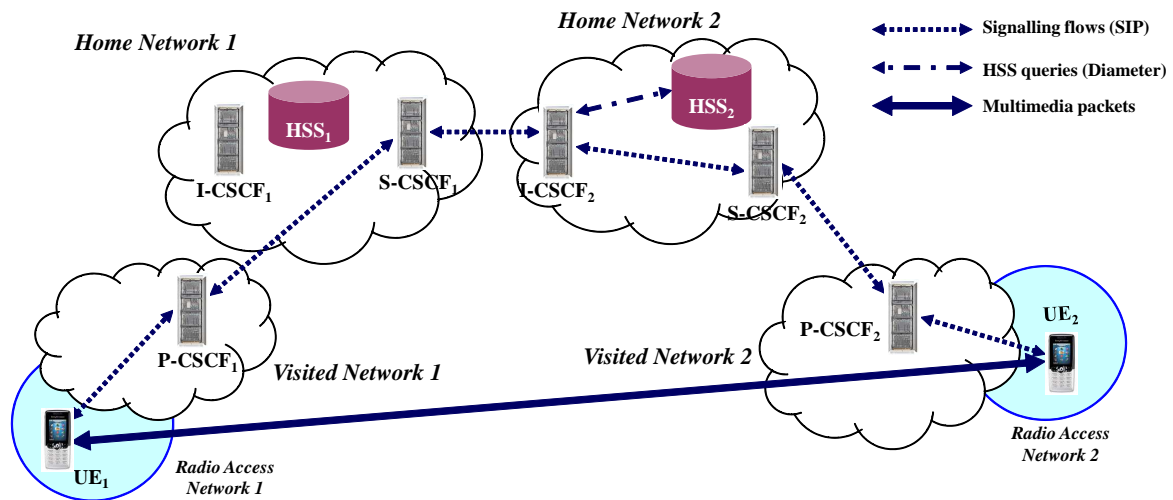 Home Network 1
Home Network 2
Signalling flows (SIP)
HSS queries (Diameter)
Multimedia packets
HSS₁
HSS₂
I-CSCF₁
S-CSCF₁
I-CSCF₂
S-CSCF₂
P-CSCF₁
P-CSCF₂
UE₂
Visited Network 1
Visited Network 2
UE₁
Radio Access
Network 1
Radio Access
Network 2